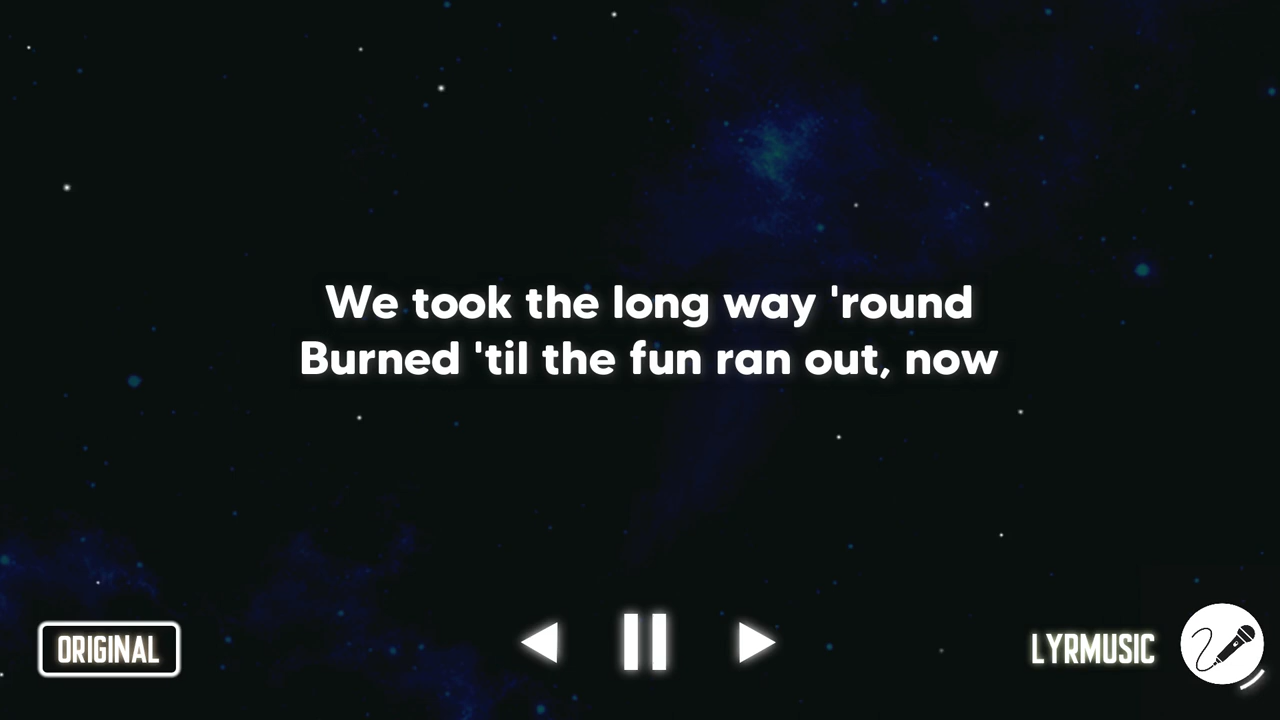 We took the long way 'round
Burned 'til the fun ran out, now
ORIGINAL
LYRMUSIC